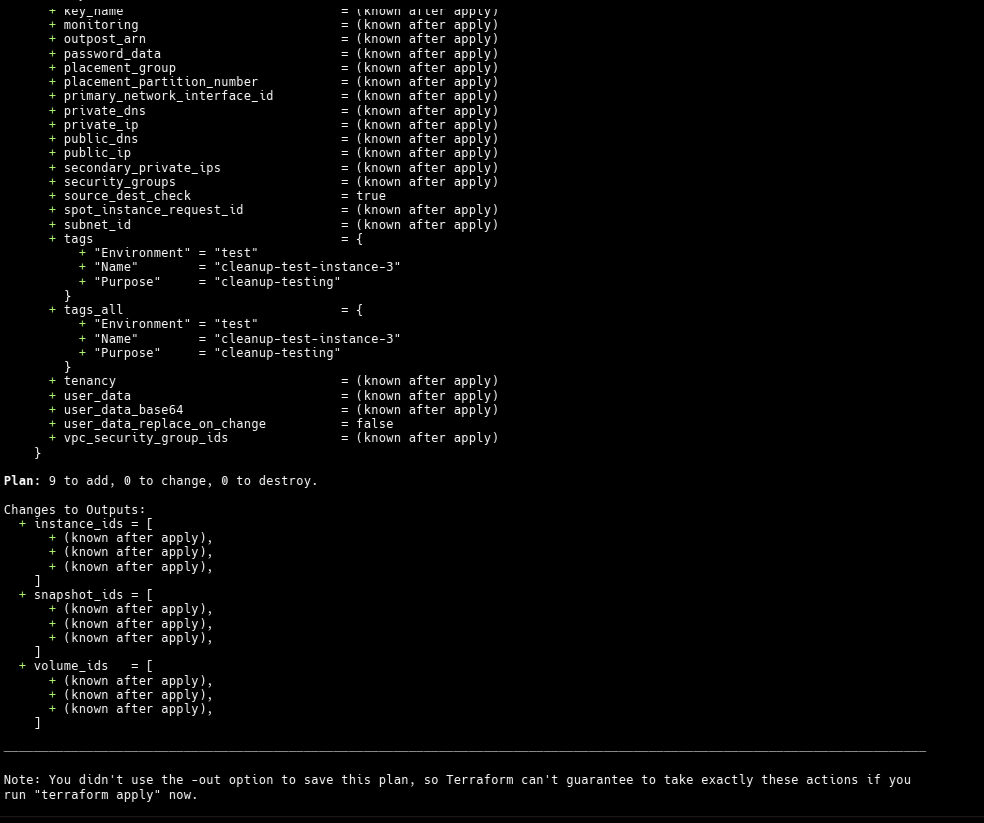 + key_name = (known after apply)
+ monitoring = (known after apply)
+ outpost_arn = (known after apply)
+ password_data = (known after apply)
+ placement_group = (known after apply)
+ placement_partition_number = (known after apply)
+ primary_network_interface_id = (known after apply)
+ private_dns = (known after apply)
+ private_ip = (known after apply)
+ public_dns = (known after apply)
+ public_ip = (known after apply)
+ secondary_private_ips = (known after apply)
+ security_groups = (known after apply)
+ source_dest_check = true
+ spot_instance_request_id = (known after apply)
+ subnet_id = (known after apply)
+ tags = {
+ "Environment" = "test"
+ "Name" = "cleanup-test-instance-3"
+ "Purpose" = "cleanup-testing"
}
+ tags_all = {
+ "Environment" = "test"
+ "Name" = "cleanup-test-instance-3"
+ "Purpose" = "cleanup-testing"
}
+ tenancy = (known after apply)
+ user_data = (known after apply)
+ user_data_base64 = (known after apply)
+ user_data_replace_on_change = false
+ vpc_security_group_ids = (known after apply)
}
Plan: 9 to add, 0 to change, 0 to destroy.
Changes to Outputs:
+ instance_ids = [
+ (known after apply),
+ (known after apply),
+ (known after apply),
]
+ snapshot_ids = [
+ (known after apply),
+ (known after apply),
+ (known after apply),
]
+ volume_ids = [
+ (known after apply),
+ (known after apply),
+ (known after apply),
]
Note: You didn't use the -out option to save this plan, so Terraform can't guarantee to take exactly these actions if you
run "terraform apply" now.